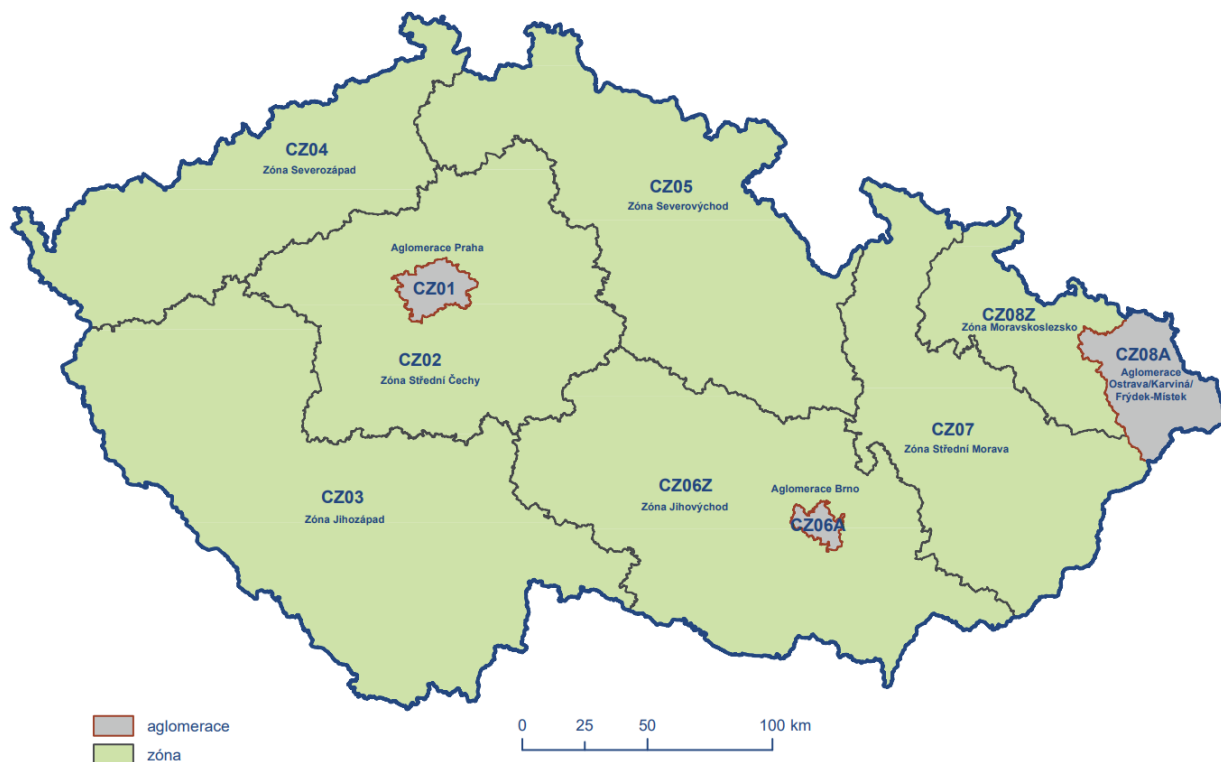 CZ04
Zóna Severozápad
CZ05
Zóna Severovýchod
Aglomerace Praha
CZ01
CZ02
Zóna Střední Čechy
CZ08Z
Zóna Moravskoslezsko
CZ08A
Aglomerace
Ostrava/Karviná/
Frýdek-Místek
CZ07
Zóna Střední Morava
CZ03
Zóna Jihozápad
CZ06Z
Zóna Jihovýchod
Aglomerace Brno
CZ06A
aglomerace
zóna
0 25 50 100 km